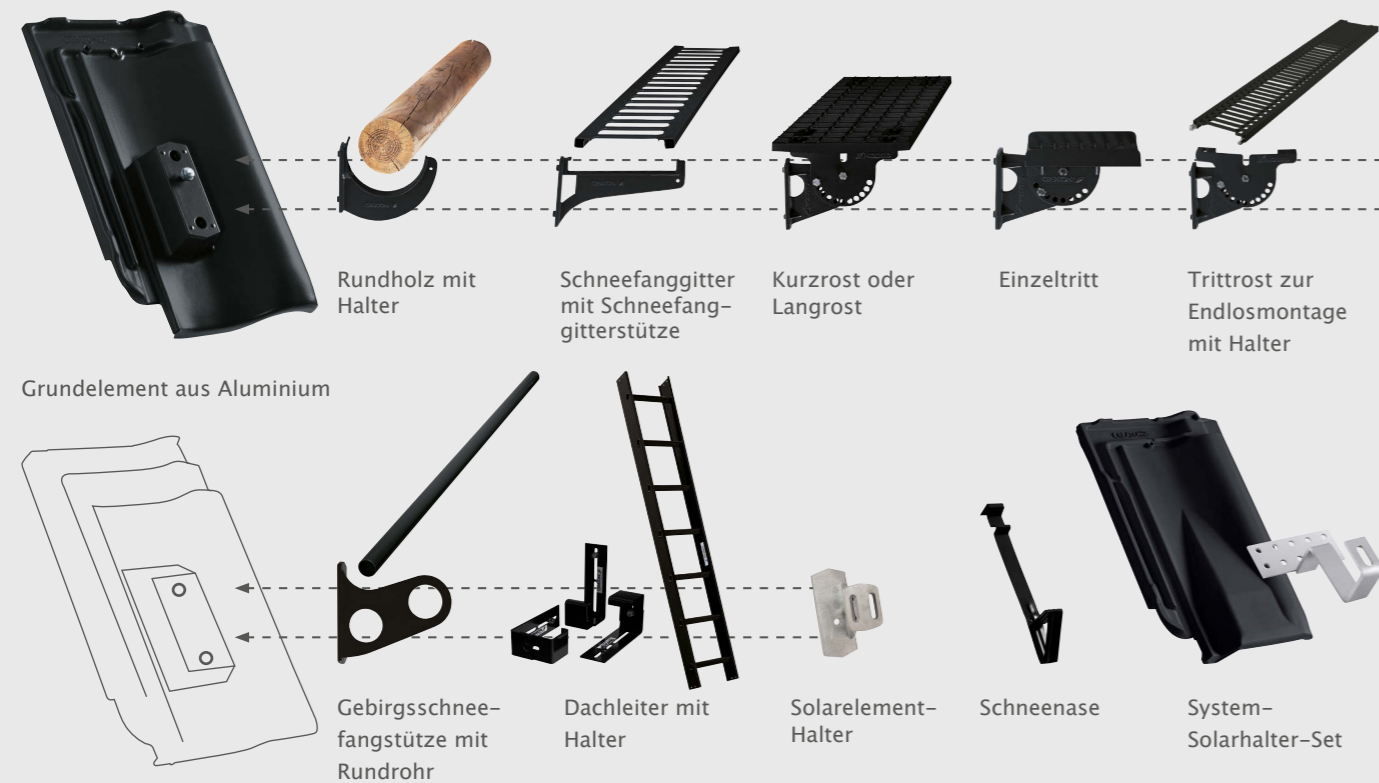 Rundholz mit
Halter
Schneefanggitter
mit Schneefang-
gitterstütze
Kurzrost oder
Langrost
Einzeltritt
Trittrost zur
Endlosmontage
mit Halter
Grundelement aus Aluminium
Gebirgsschnee-
fangstütze mit
Rundrohr
Dachleiter mit
Halter
Solarelement-
Halter
Schneenase
System-
Solarhalter-Set